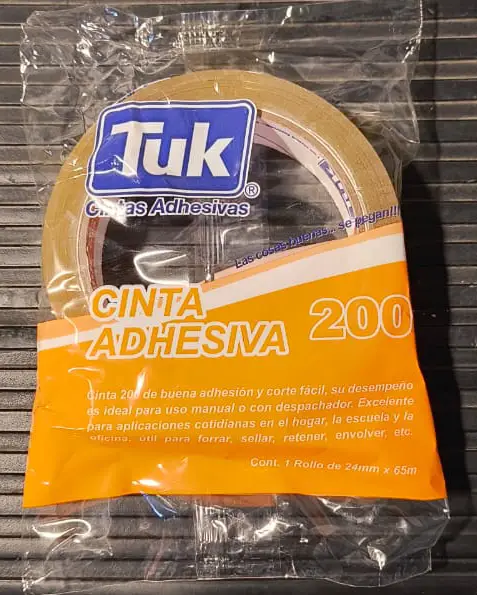 Tuk
®
Cintas Adhesivas
Las cosas buenas... se pegan!!!
CINTA
ADHESIVA 200
Cinta 200 de buena adhesión y corte fácil, su desempeño
es ideal para uso manual o con despachador. Excelente
para aplicaciones cotidianas en el hogar, la escuela y la
oficina, útil para forrar, sellar, retener, envolver, etc.
Cont. 1 Rollo de 24mm x 65m